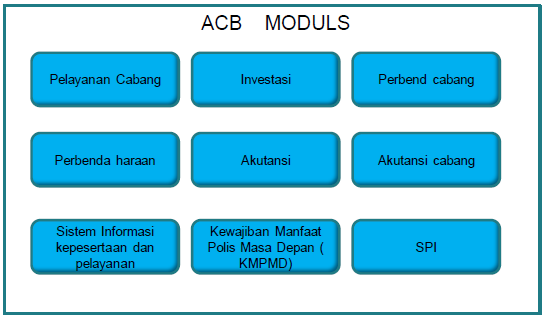 ACB MODULS
Pelayanan Cabang
Investasi
Perbend cabang
Perbenda haraan
Akutansi
Akutansi cabang
Sistem Informasi
kepesertaan dan
pelayanan
Kewajiban Manfaat
Polis Masa Depan (
KMPMD)
SPI